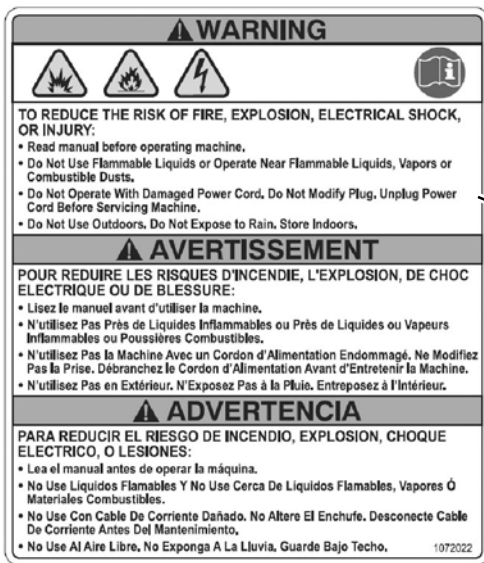 WARNING
TO REDUCE THE RISK OF FIRE, EXPLOSION, ELECTRICAL SHOCK,
OR INJURY:
• Read manual before operating machine.
• Do Not Use Flammable Liquids or Operate Near Flammable Liquids, Vapors or
Combustible Dusts.
• Do Not Operate With Damaged Power Cord. Do Not Modify Plug. Unplug Power
Cord Before Servicing Machine.
• Do Not Use Outdoors. Do Not Expose to Rain. Store Indoors.
AVERTISSEMENT
POUR REDUIRE LES RISQUES D'INCENDIE, L'EXPLOSION, DE CHOC
ELECTRIQUE OU DE BLESSURE:
• Lisez le manuel avant d'utiliser la machine.
• N'utilisez Pas Près de Liquides Inflammables ou Près de Liquides ou Vapeurs
Inflammables ou Poussières Combustibles.
• N'utilisez Pas la Machine Avec un Cordon d'Alimentation Endommagé. Ne Modifiez
Pas la Prise. Débranchez le Cordon d'Alimentation Avant d'Entretenir la Machine.
• N'utilisez Pas en Extérieur. N'Exposez Pas à la Pluie. Entreposez à l'Intérieur.
ADVERTENCIA
PARA REDUCIR EL RIESGO DE INCENDIO, EXPLOSION, CHOQUE
ELECTRICO, O LESIONES:
• Lea el manual antes de operar la máquina.
• No Use Líquidos Flamables Y No Use Cerca De Líquidos Flamables, Vapores Ó
Materiales Combustibles.
• No Use Con Cable De Corriente Dañado. No Altere El Enchufe. Desconecte Cable
De Corriente Antes Del Mantenimiento.
• No Use Al Aire Libre. No Exponga A La Lluvia. Guarde Bajo Techo. 1072022